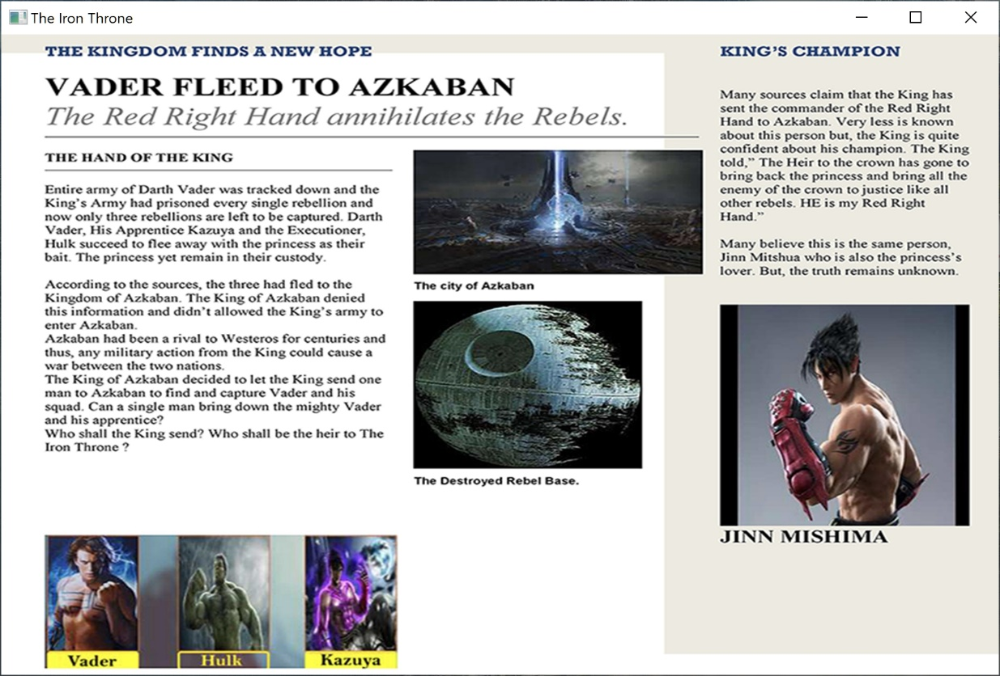 The Iron Throne
THE KINGDOM FINDS A NEW HOPE
VADER FLEED TO AZKABAN
The Red Right Hand annihilates the Rebels.
THE HAND OF THE KING
Entire army of Darth Vader was tracked down and the
King's Army had prisoned every single rebellion and
now only three rebellions are left to be captured. Darth
Vader, His Apprentice Kazuya and the Executioner,
Hulk succeed to flee away with the princess as their
bait. The princess yet remain in their custody.
According to the sources, the three had fled to the
Kingdom of Azkaban. The King of Azkaban denied
this information and didn't allowed the King's army to
enter Azkaban.
Azkaban had been a rival to Westeros for centuries and
thus, any military action from the King could cause a
war between the two nations.
The King of Azkaban decided to let the King send one
man to Azkaban to find and capture Vader and his
squad. Can a single man bring down the mighty Vader
and his apprentice?
Who shall the King send? Who shall be the heir to The
Iron Throne ?
The city of Azkaban
The Destroyed Rebel Base.
Vader
Hulk
Kazuya
KING'S CHAMPION
Many sources claim that the King has
sent the commander of the Red Right
Hand to Azkaban. Very less is known
about this person but, the King is quite
confident about his champion. The King
told,” The Heir to the crown has gone to
bring back the princess and bring all the
enemy of the crown to justice like all
other rebels. HE is my Red Right
Hand.”
Many believe this is the same person,
Jinn Mitshua who is also the princess's
lover. But, the truth remains unknown.
JINN MISHIMA